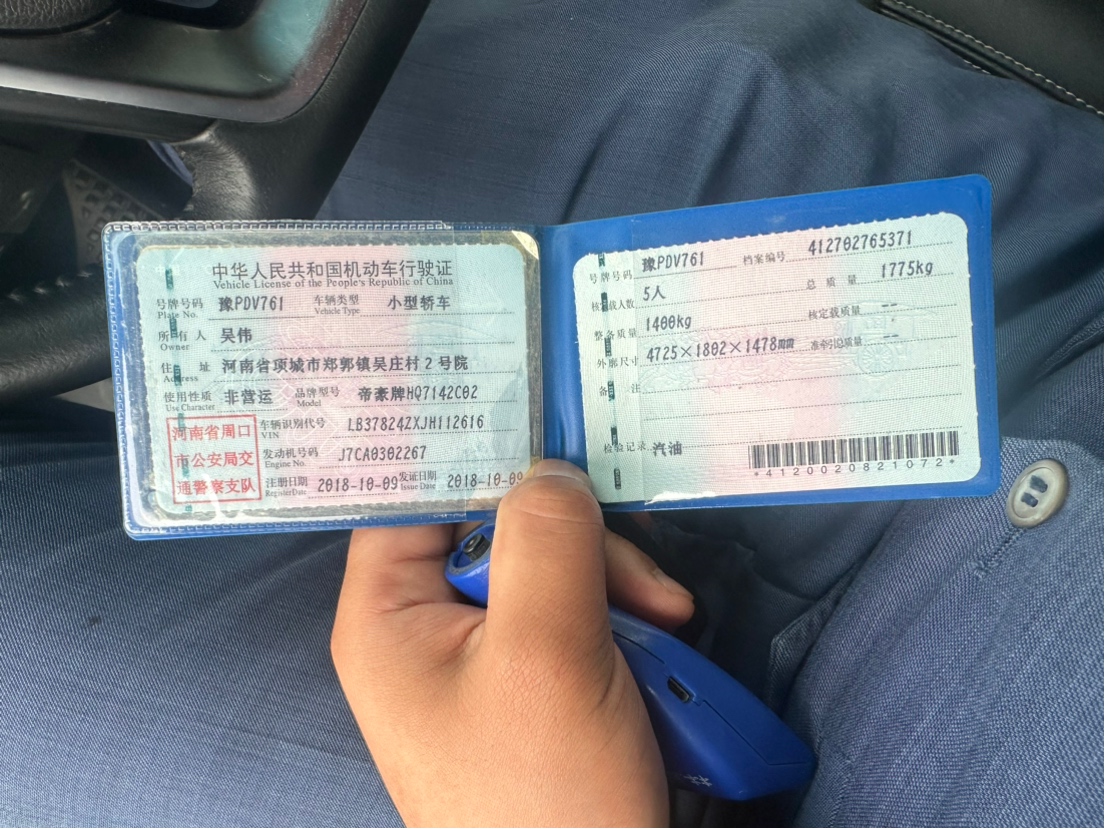 中华人民共和国机动车行驶证
Vehicle License of the People's Republic of China
号牌号码 豫PDV761 车辆类型 小型轿车
Plate No. Vehicle Type
所有人 吴伟
Owner
住址 河南省项城市郑郭镇吴庄村2号院
Address
使用性质 非营运 品牌型号 帝豪牌HQ7142C02
Use Character Model
河南省周口
市公安局交
通警察支队
车辆识别代号 LB37824ZXJH112616
VIN
发动机号码 J7CA0302267
Engine No.
注册日期 2018-10-09 发证日期 2018-10-09
Register Date Issue Date
号牌号码 豫PDV761 档案编号 412702765371
核定载人数 5人 总质量 1775kg
整备质量 1400kg 核定载质量 --
外廓尺寸 4725×1802×1478mm 准牵引总质量 --
备注
检验记录 汽油
*4120020821072*